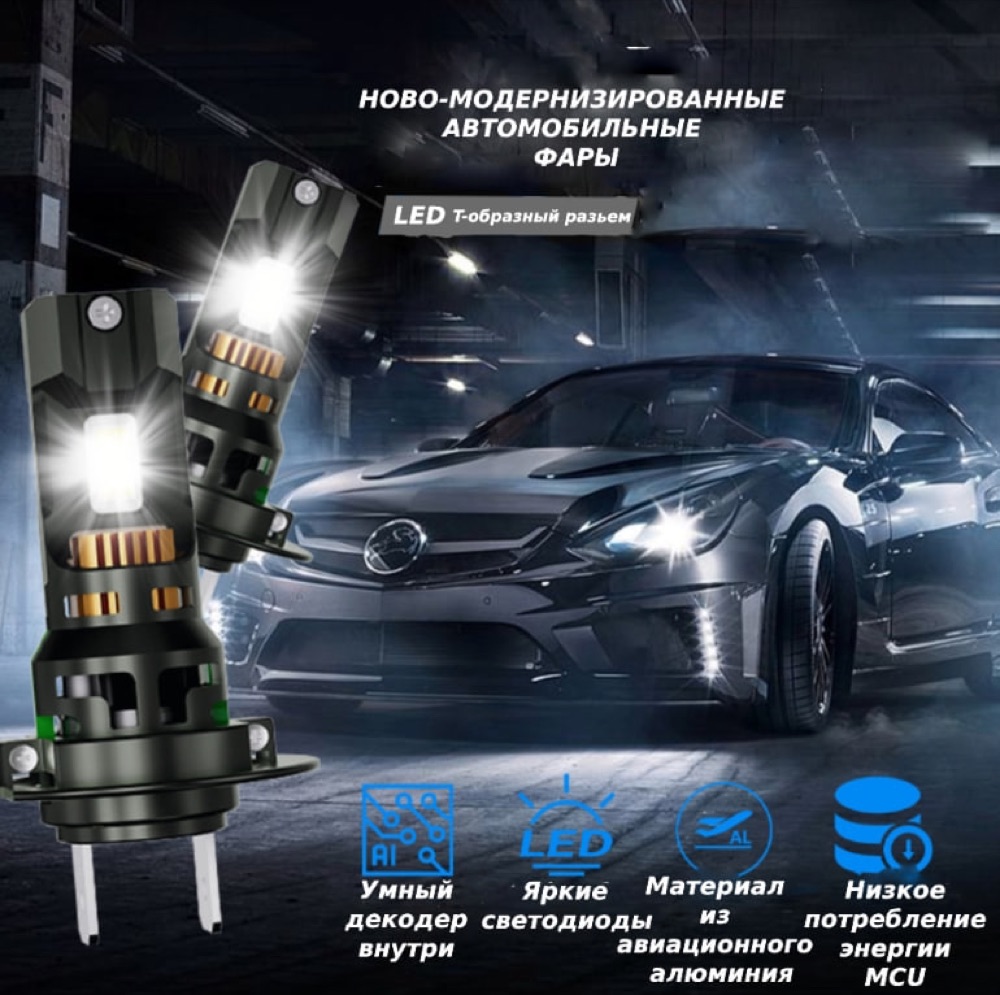 НОВО-МОДЕРНИЗИРОВАННЫЕ
АВТОМОБИЛЬНЫЕ
ФАРЫ
LED Т-образный разьем
AI
Умный
декодер
внутри
LED
Яркие
светодиоды
AL
Материал
из
авиационного
алюминия
Низкое
потребление
энергии
MCU